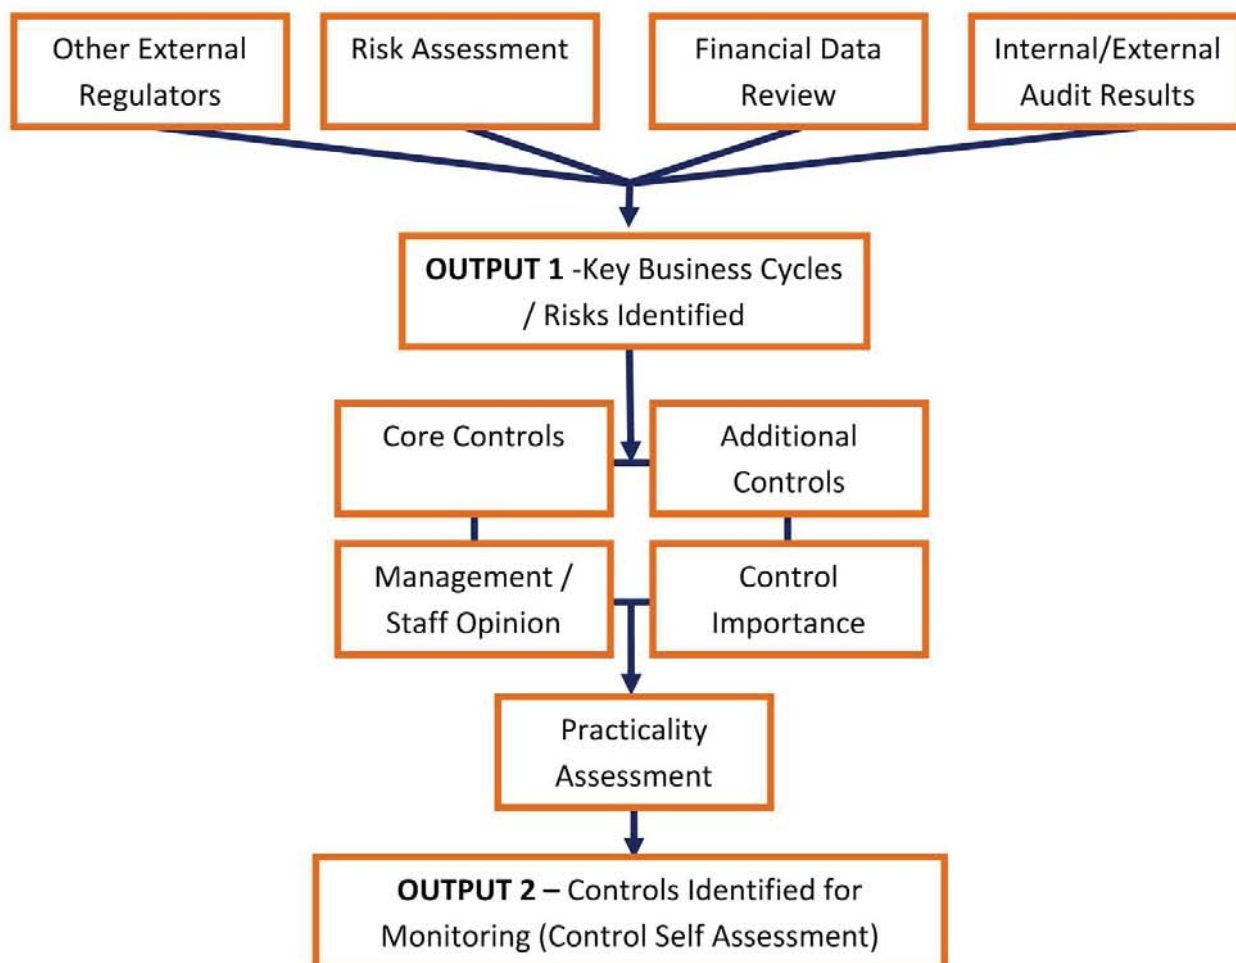 Other External
Regulators
Risk Assessment
Financial Data
Review
Internal/External
Audit Results
OUTPUT 1 -Key Business Cycles
/ Risks Identified
Core Controls
Additional
Controls
Management /
Staff Opinion
Control
Importance
Practicality
Assessment
OUTPUT 2 – Controls Identified for
Monitoring (Control Self Assessment)